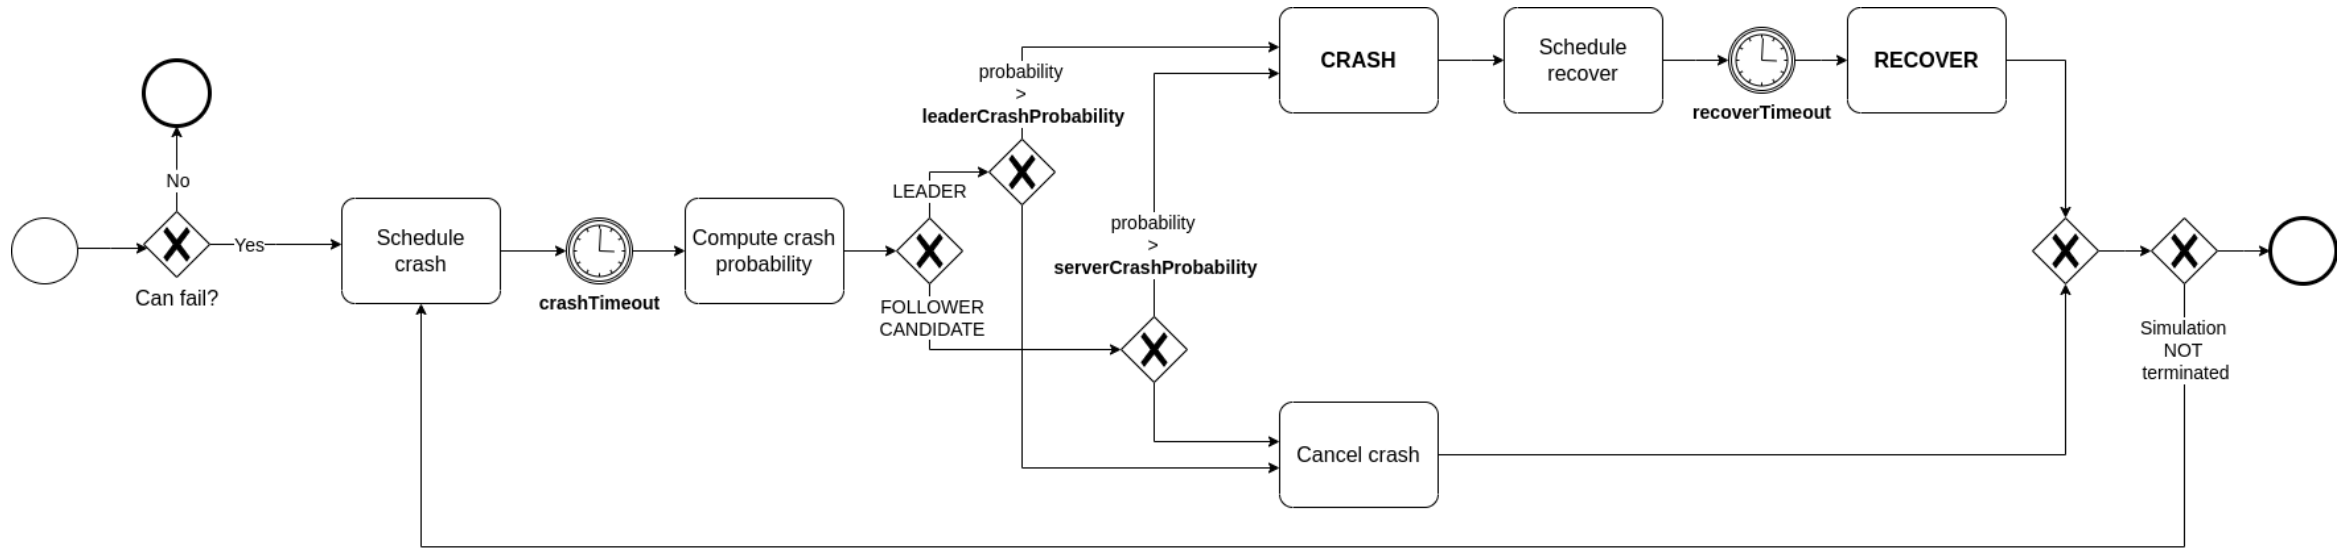 No
Yes
Can fail?
Schedule
crash
crashTimeout
Compute crash
probability
LEADER
FOLLOWER
CANDIDATE
probability
>
leaderCrashProbability
probability
>
serverCrashProbability
CRASH
Schedule
recover
recoverTimeout
RECOVER
Cancel crash
Simulation
NOT
terminated